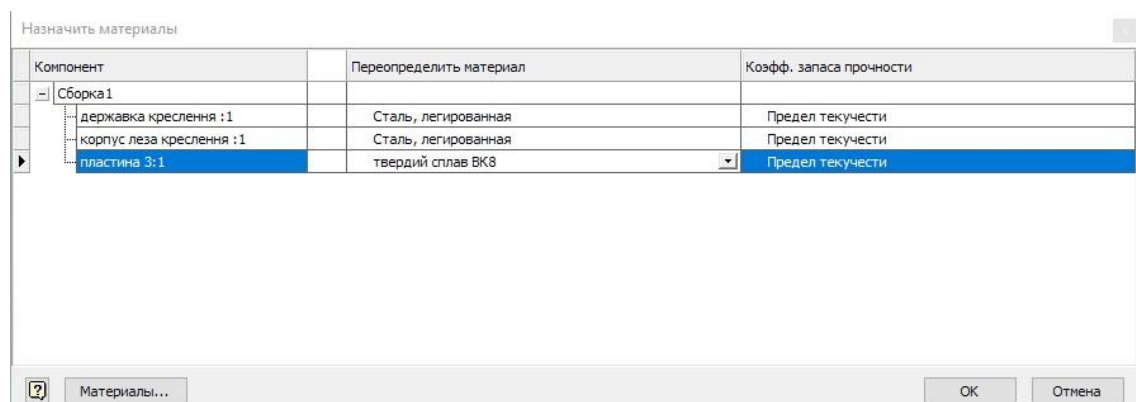 Назначить материалы
Компонент Переопределить материал Коэфф. запаса прочности
Сборка1
державка креслення :1 Сталь, легированная Предел текучести
корпус леза креслення :1 Сталь, легированная Предел текучести
пластина 3:1 твердий сплав ВК8 Предел текучести
Материалы... ОК Отмена